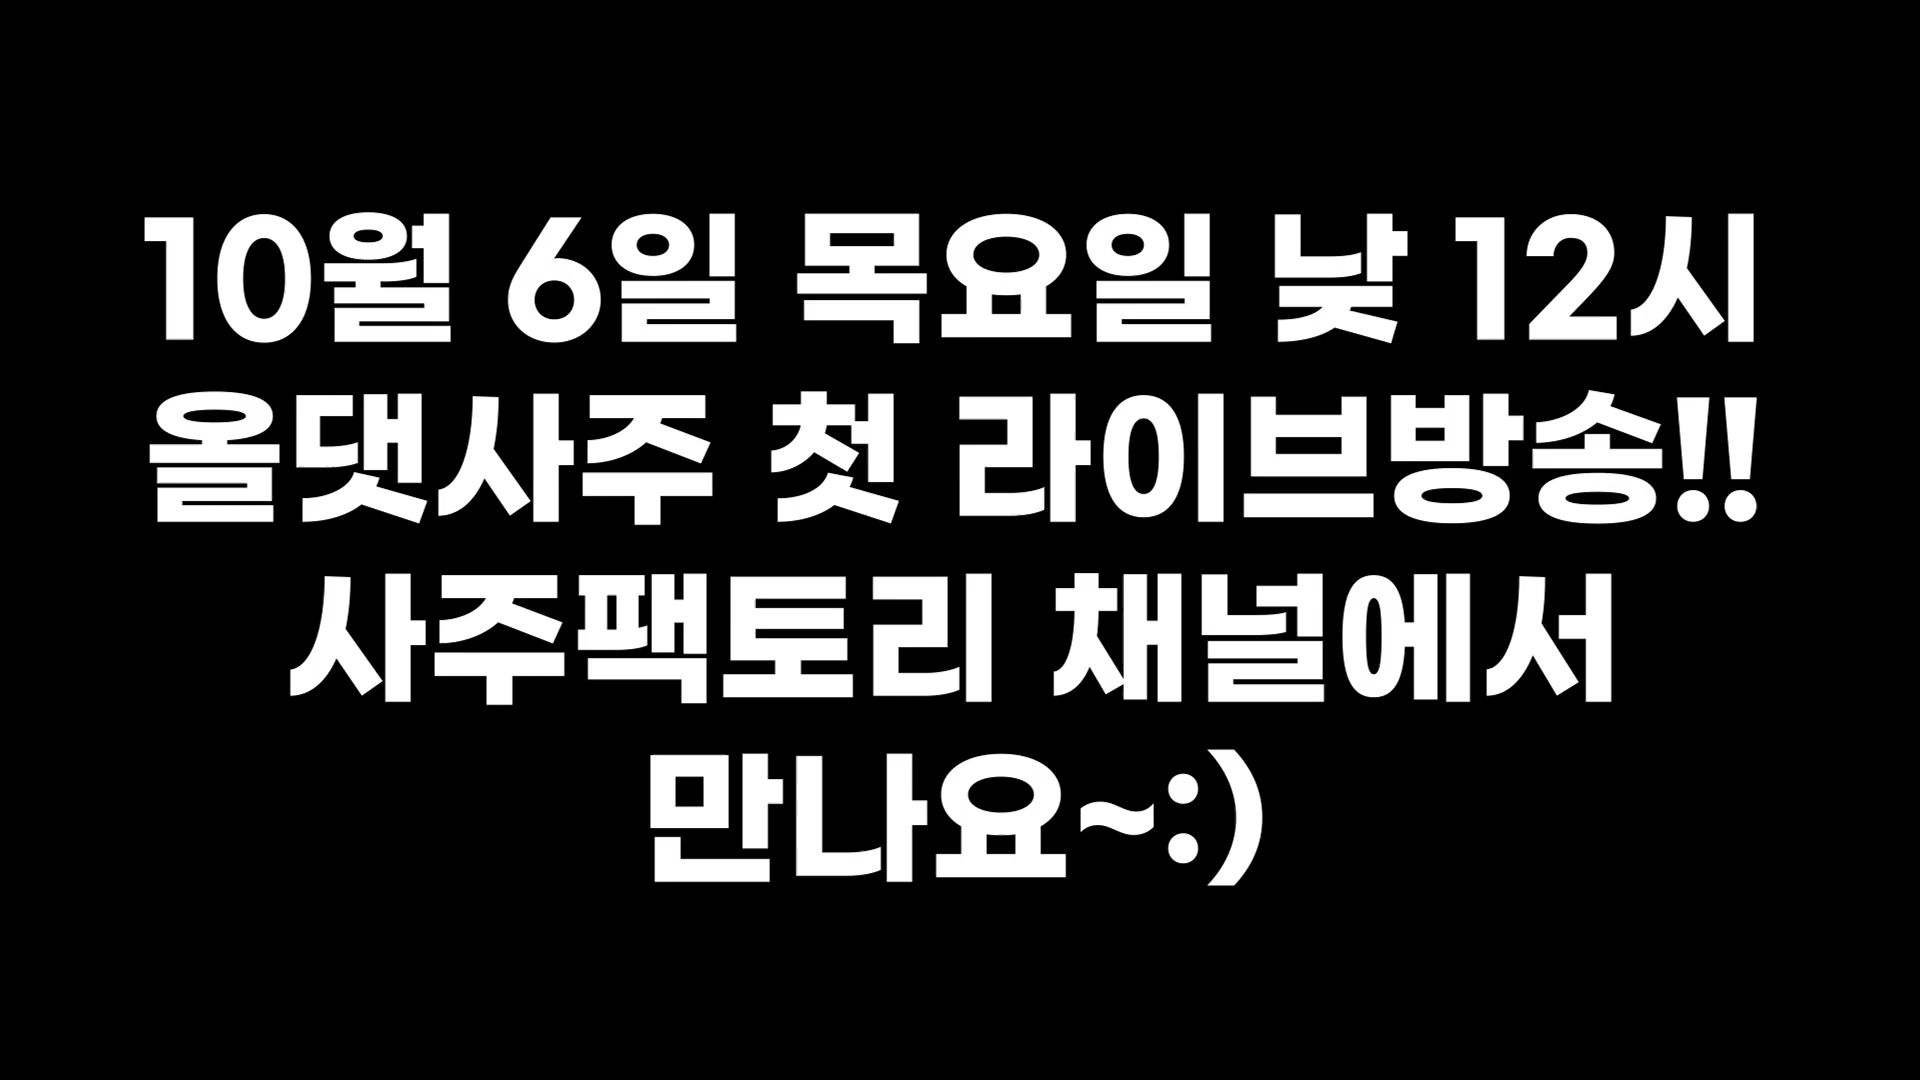 10월 6일 목요일 낮 12시
올댓사주 첫 라이브방송!!
사주팩토리 채널에서
만나요~:)